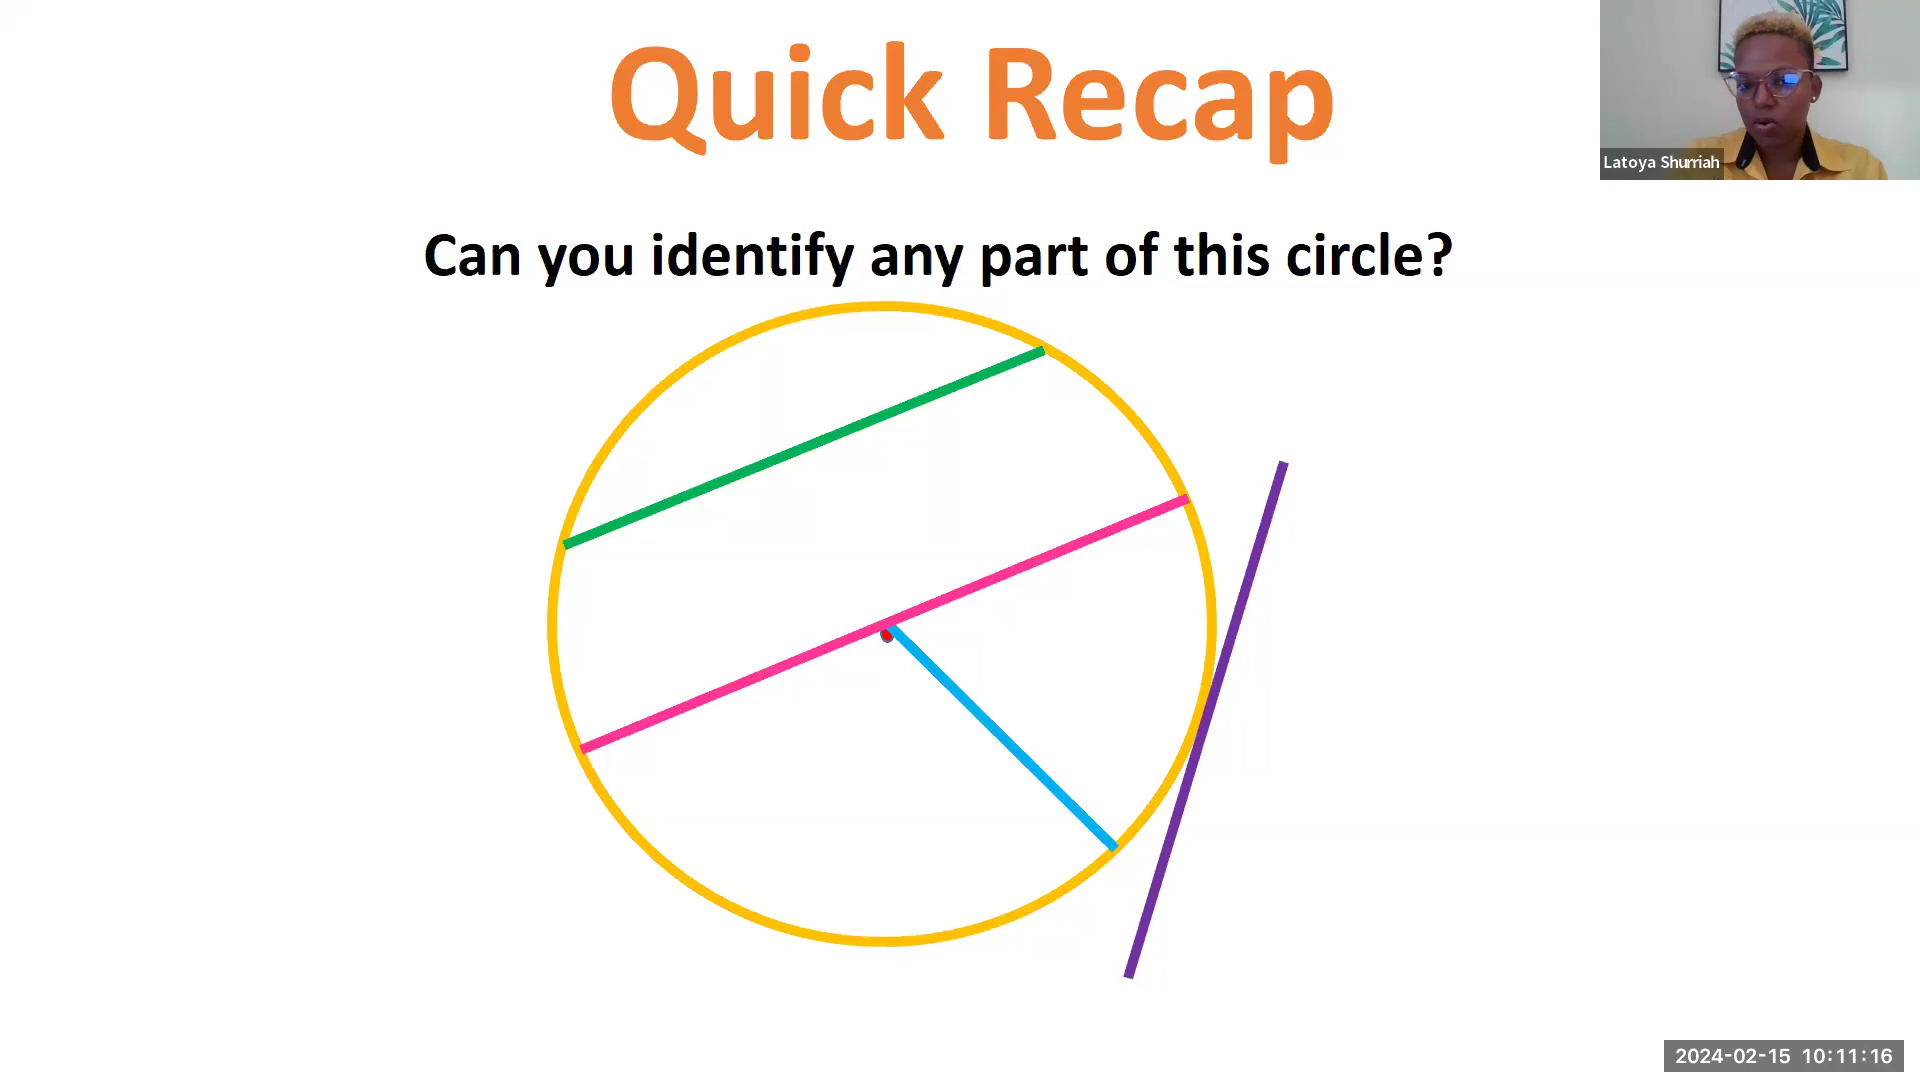 Quick Recap
Latoya Shurriah
Can you identify any part of this circle?
2024-02-15 10:11:16